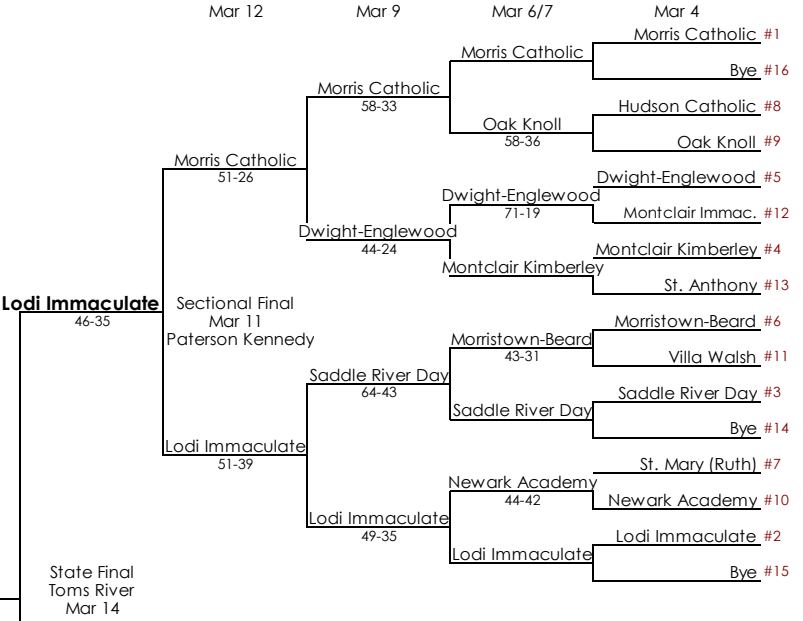 Mar 12 Mar 9 Mar 6/7 Mar 4
Morris Catholic #1
Morris Catholic
Bye #16
Morris Catholic
58-33
Hudson Catholic #8
Oak Knoll
58-36
Oak Knoll #9
Morris Catholic
51-26
Dwight-Englewood #5
Dwight-Englewood
71-19
Montclair Immac. #12
Dwight-Englewood
44-24
Montclair Kimberley #4
Montclair Kimberley
St. Anthony #13
Lodi Immaculate
46-35
Sectional Final
Mar 11
Paterson Kennedy
Morristown-Beard #6
Morristown-Beard
43-31
Villa Walsh #11
Saddle River Day
64-43
Saddle River Day #3
Saddle River Day
Bye #14
Lodi Immaculate
51-39
St. Mary (Ruth) #7
Newark Academy
44-42
Newark Academy #10
Lodi Immaculate
49-35
Lodi Immaculate #2
Lodi Immaculate
Bye #15
State Final
Toms River
Mar 14